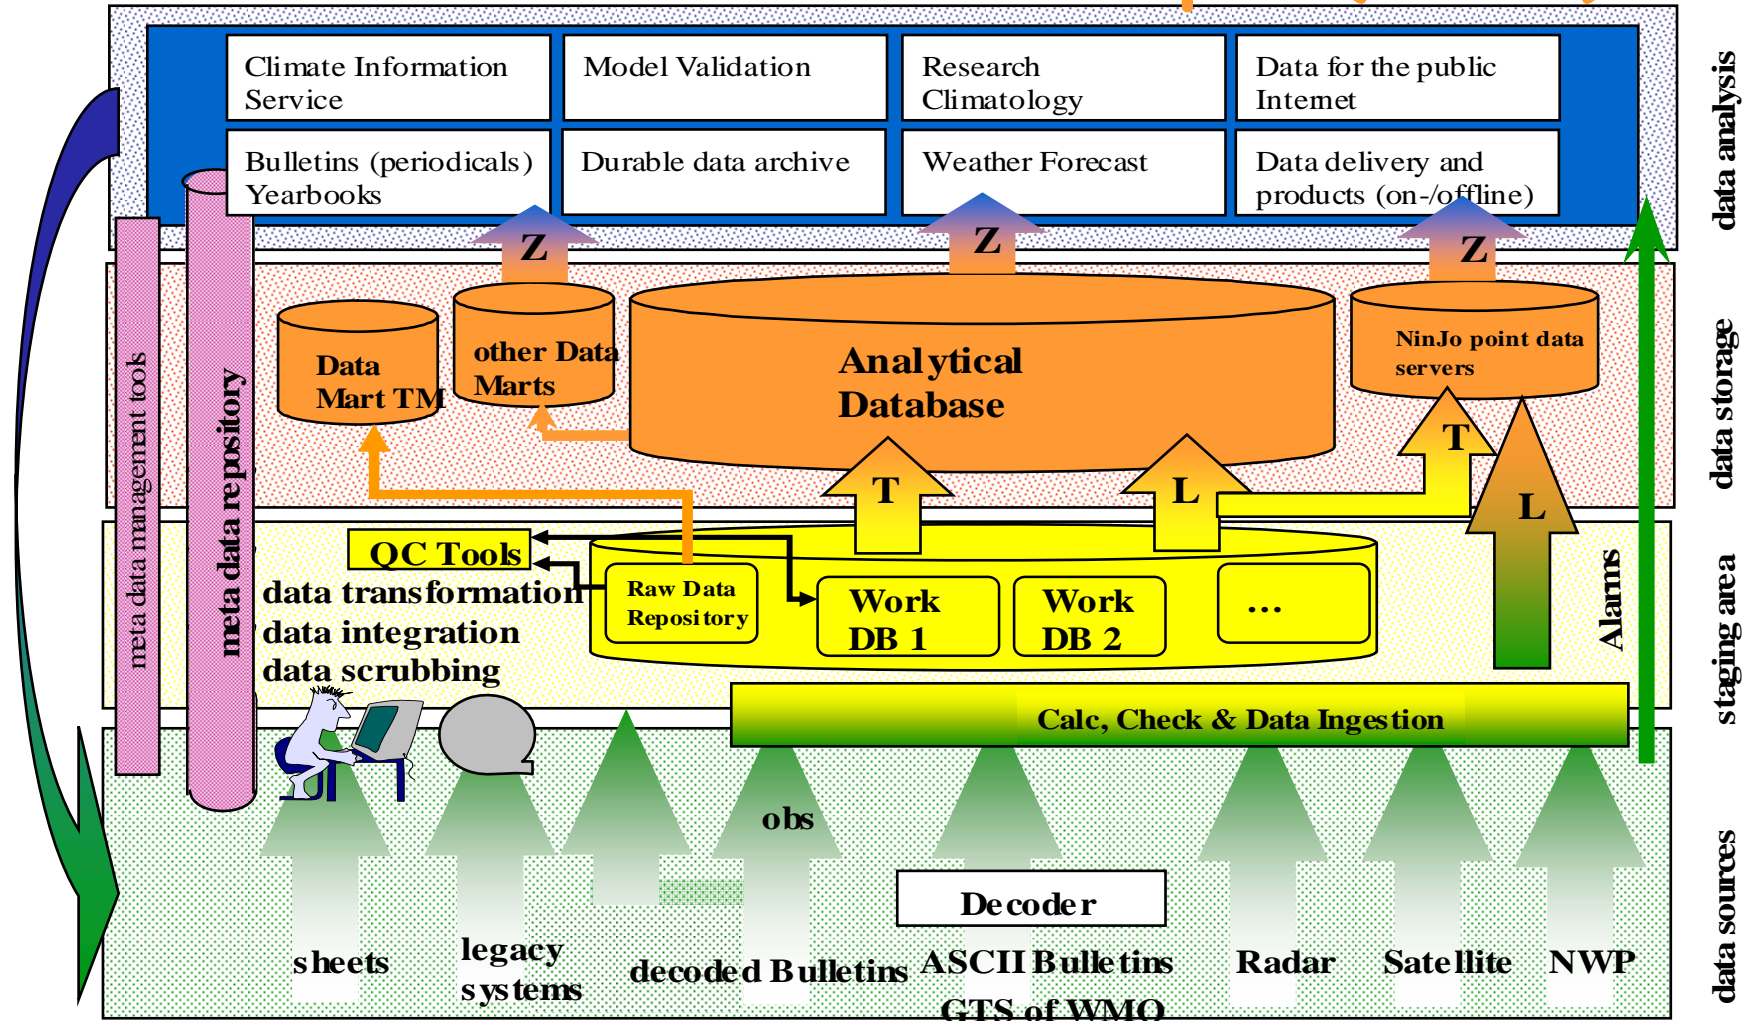 Climate Information
Service
Model Validation
Research
Climatology
Data for the public
Internet
Bulletins (periodicals)
Yearbooks
Durable data archive
Weather Forecast
Data delivery and
products (on-/offline)
data analysis
Z
Z
Z
Data
Mart TM
other Data
Marts
Analytical
Database
NinJo point data
servers
T
L
T
L
data storage
meta data management tools
meta data repository
QC Tools
data transformation
data integration
data scrubbing
Raw Data
Repository
Work
DB 1
Work
DB 2
...
Alarms
staging area
Calc, Check & Data Ingestion
obs
Decoder
sheets
legacy
systems
decoded Bulletins
ASCII Bulletins
GTS of WMO
Radar
Satellite
NWP
data sources